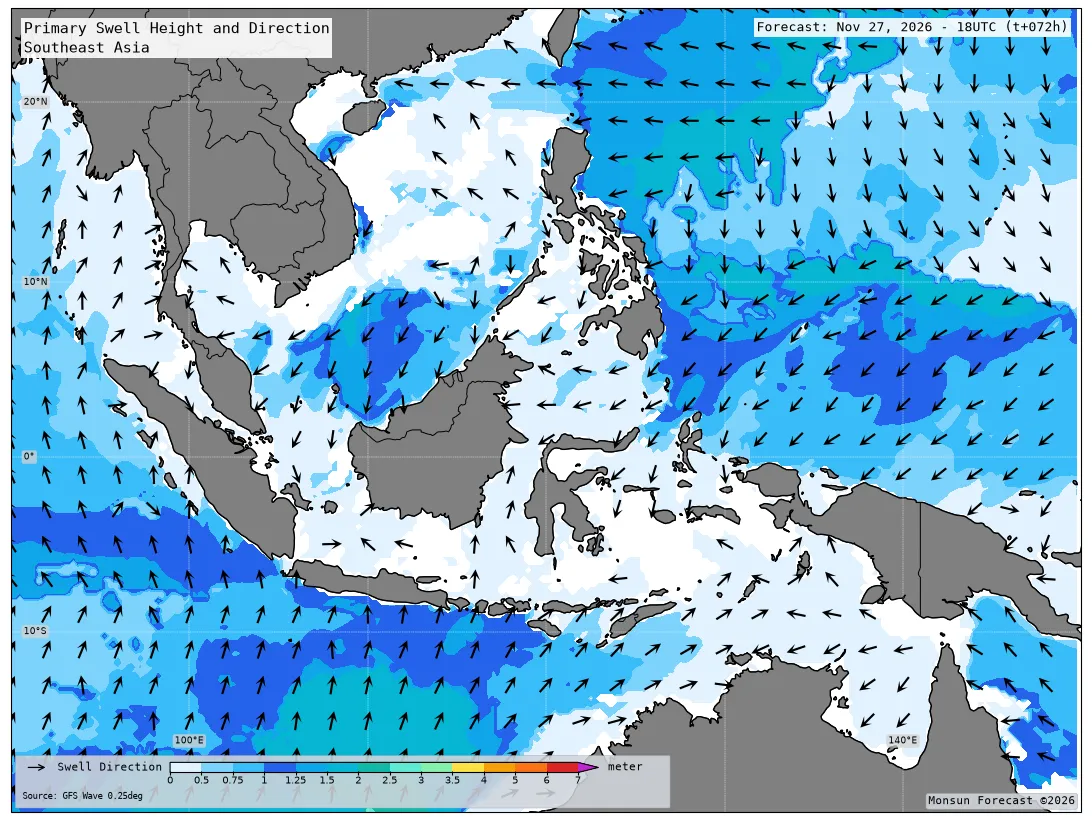 Primary Swell Height and Direction
Southeast Asia
Forecast: Nov 27, 2026 - 18UTC (t+072h)
20°N
10°N
0°
10°S
100°E
140°E
Swell Direction
meter
0 0.5 0.75 1 1.25 1.5 2 2.5 3 3.5 4 5 6 7
Source: GFS Wave 0.25deg
Monsun Forecast ©2026